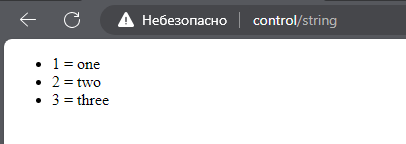 Небезопасно control/string
1 = one
2 = two
3 = three